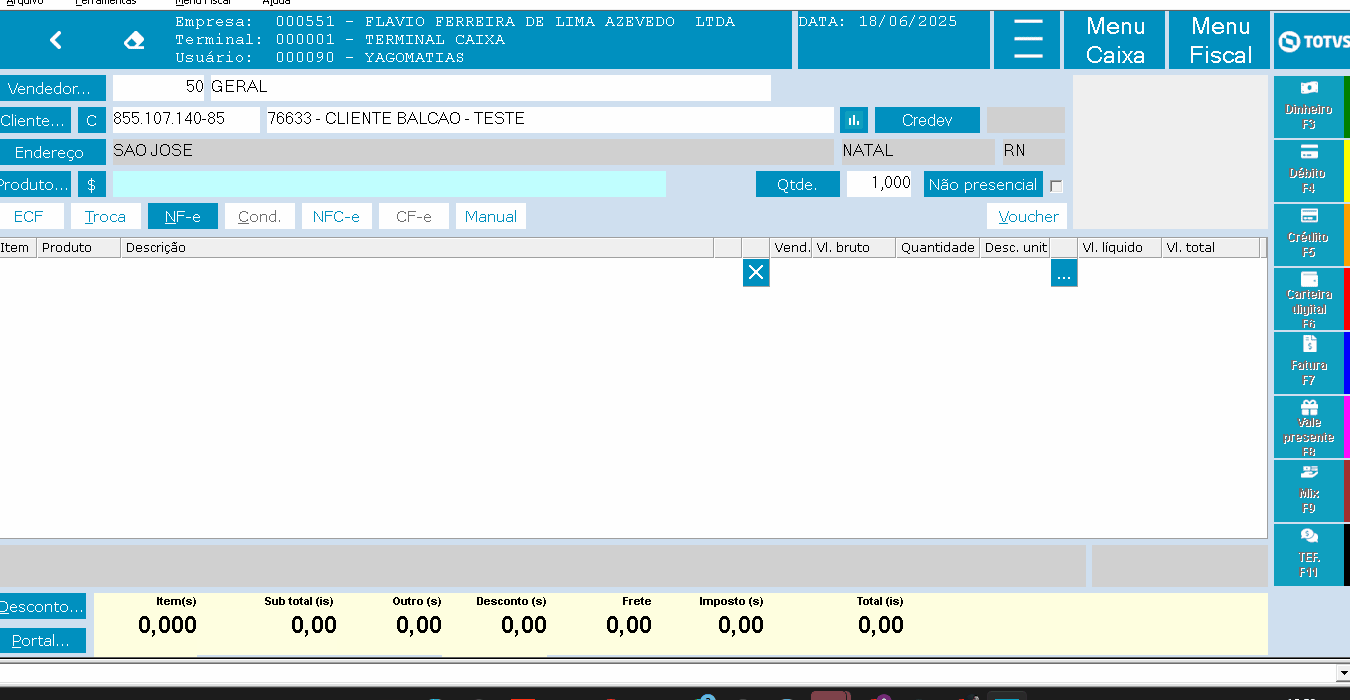 Arquivo Ferramentas Menu Fiscal Ajuda
Empresa: 000551 - FLAVIO FERREIRA DE LIMA AZEVEDO LTDA
Terminal: 000001 - TERMINAL CAIXA
Usuário: 000090 - YAGOMATIAS
DATA: 18/06/2025
Menu Caixa
Menu Fiscal
TOTVS
Vendedor... 50 GERAL
Cliente... C 855.107.140-85 76633 - CLIENTE BALCAO - TESTE Credev
Endereço SAO JOSE NATAL RN
Produto... $ Qtde. 1,000 Não presencial
ECF Troca NF-e Cond. NFC-e CF-e Manual Voucher
Item Produto Descrição Vend. Vl. bruto Quantidade Desc. unit Vl. líquido Vl. total
...
Dinheiro
F3
Débito
F4
Crédito
F5
Carteira
digital
F6
Fatura
F7
Vale
presente
F8
Mix
F9
TEF.
F11
Desconto...
Portal...
Item(s) Sub total (is) Outro (s) Desconto (s) Frete Imposto (s) Total (is)
0,000 0,00 0,00 0,00 0,00 0,00 0,00